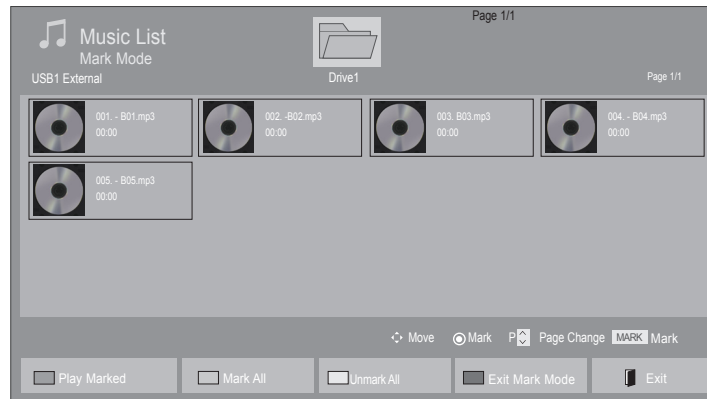 Page 1/1
Music List
Mark Mode
USB1 External
Drive1
Page 1/1
001. - B01.mp3
00:00
002. -B02.mp3
00:00
003. B03.mp3
00:00
004. - B04.mp3
00:00
005. - B05.mp3
00:00
Move Mark P Page Change MARK Mark
Play Marked Mark All Unmark All Exit Mark Mode Exit